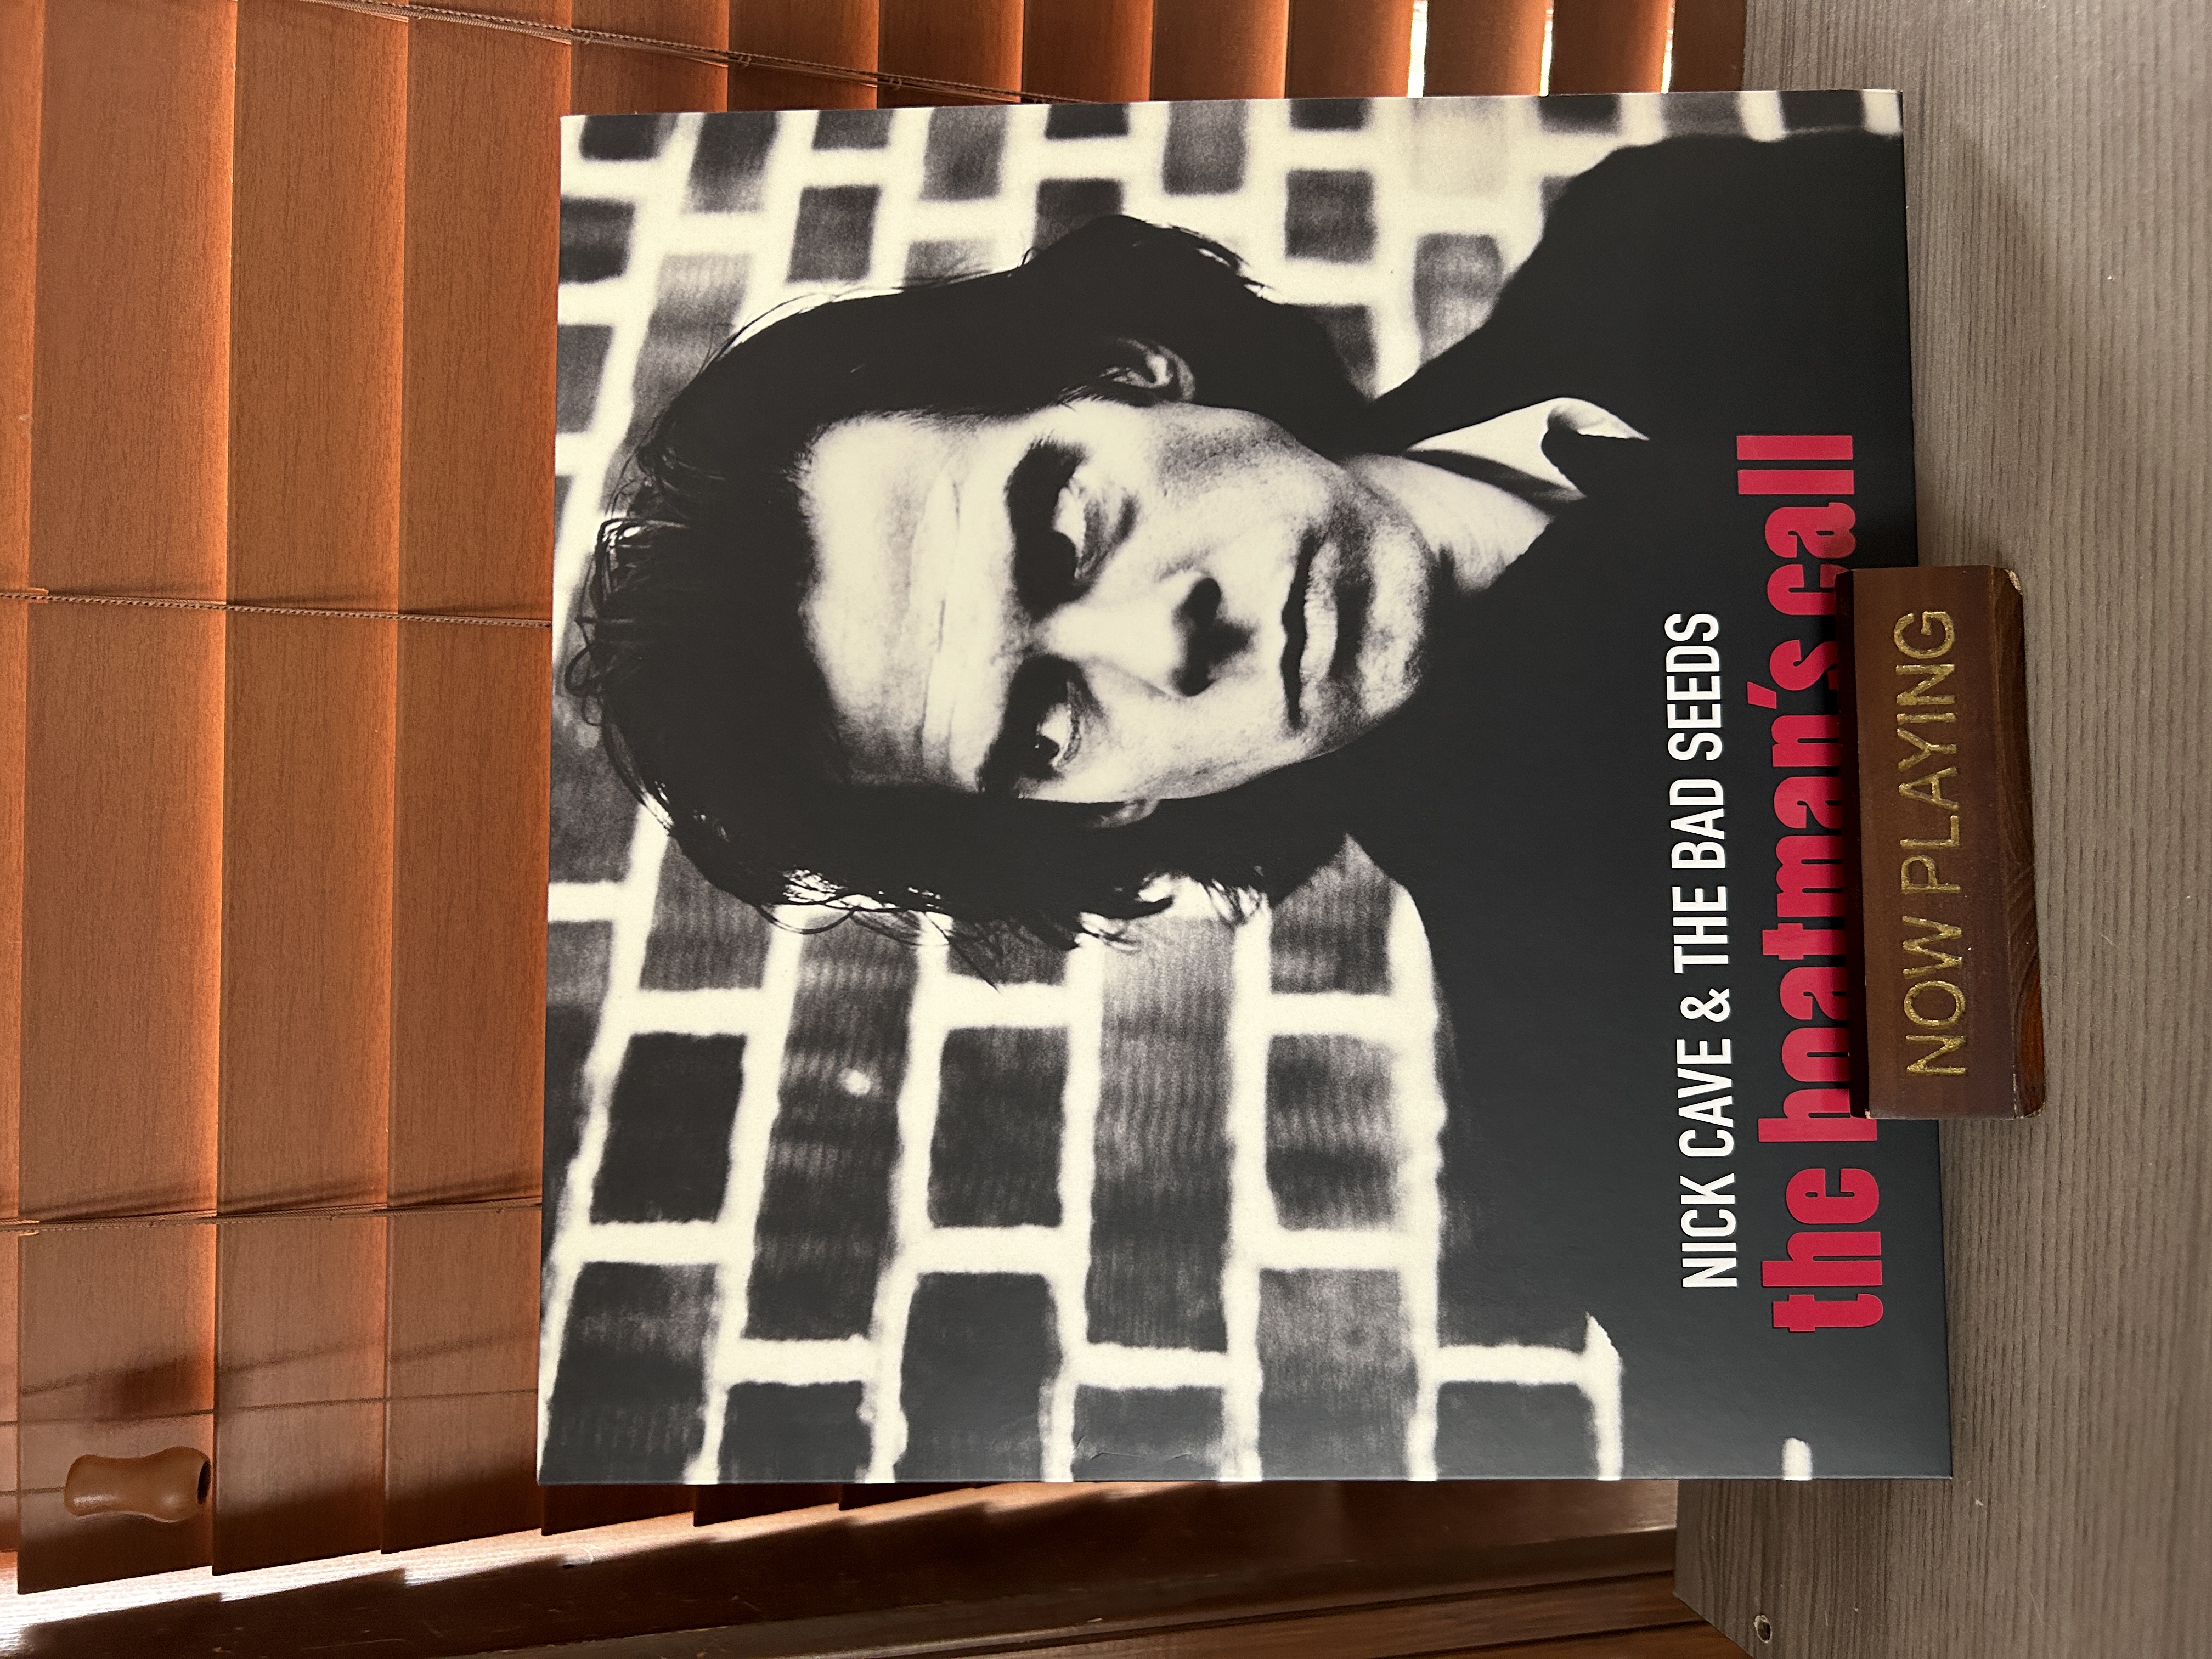 NICK CAVE & THE BAD SEEDS
the boatman's call
NOW PLAYING